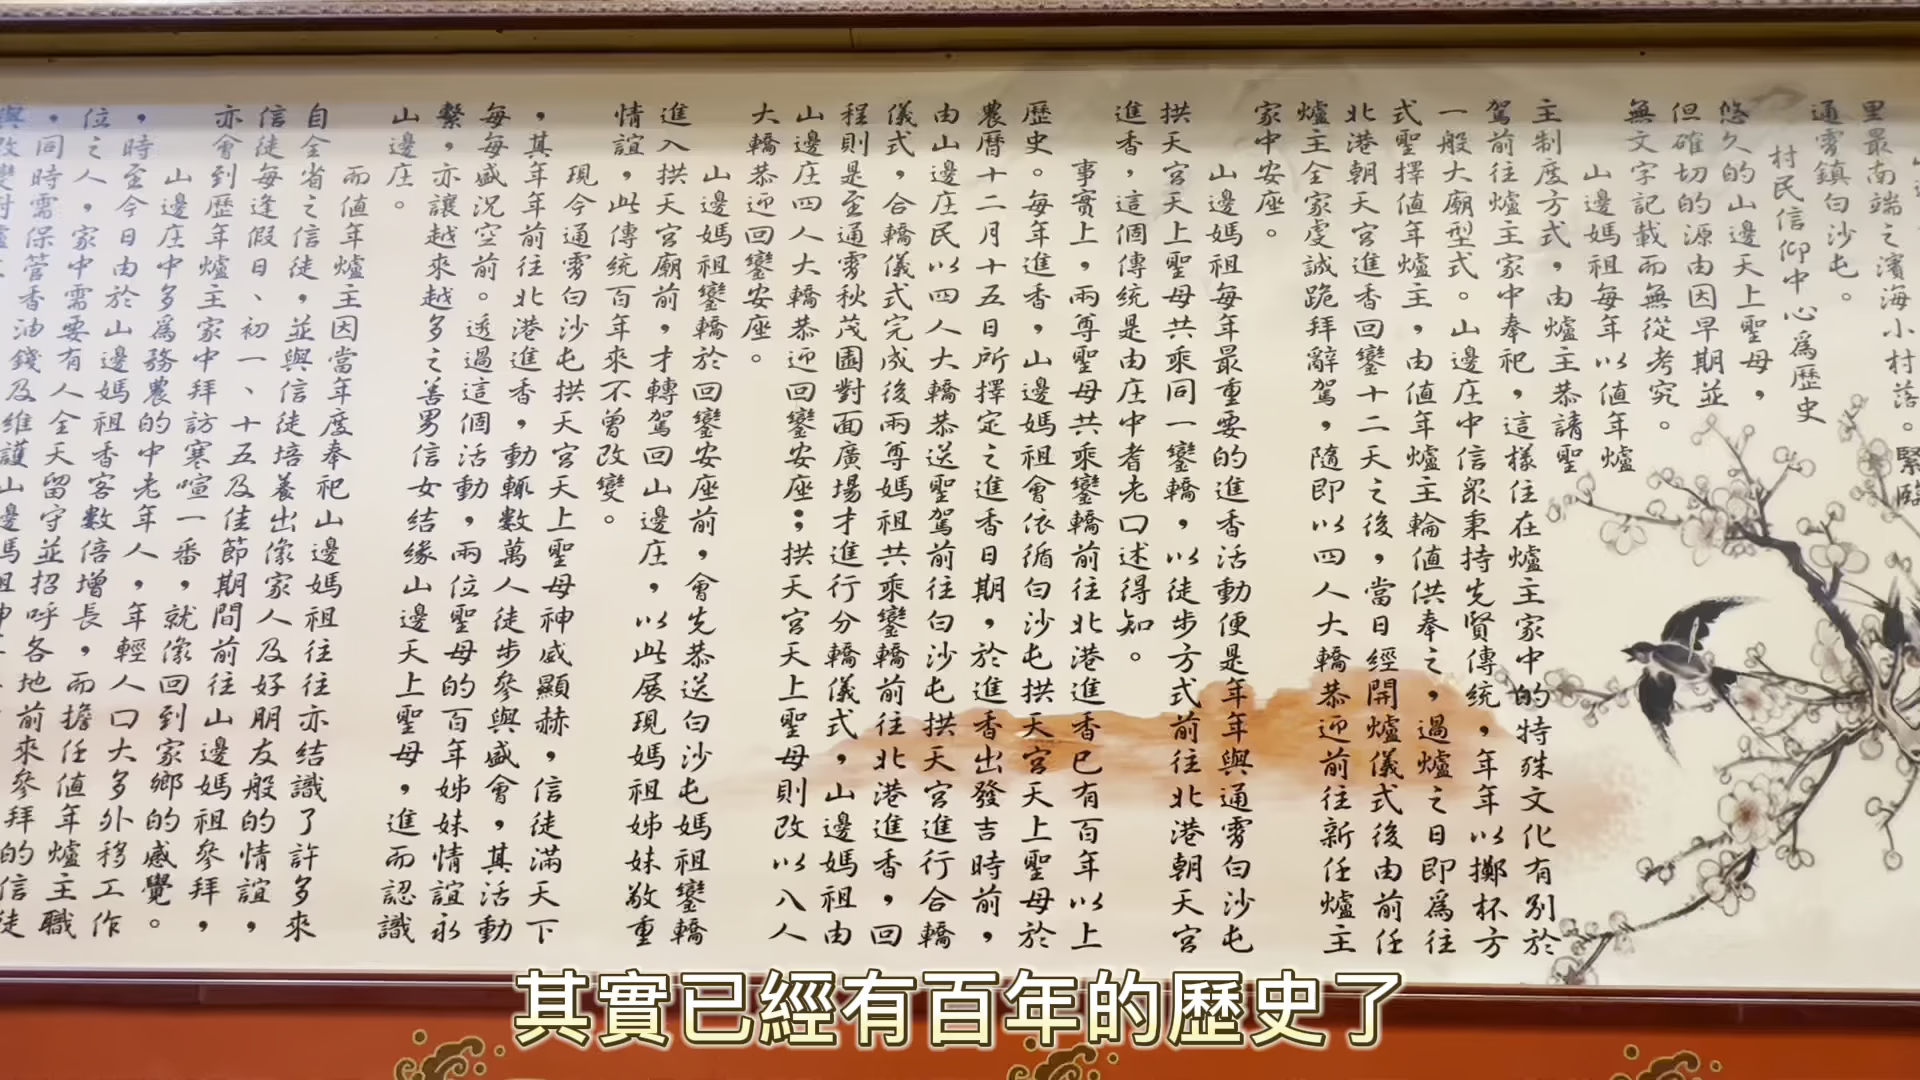 里最南端之濱海小村落。緊臨
通霄鎮白沙屯。
村民信仰中心為歷史
悠久的山邊天上聖母，
但確切的源由因早期並
無文字記載而無從考究。
山邊媽祖每年以值年爐
主制度方式，由爐主恭請聖
駕前往爐主家中奉祀，這樣住在爐主家中的特殊文化有別於
一般大廟型式。山邊庄中信眾秉持先賢傳統，年年以擲杯方
式聖擇值年爐主，由值年爐主輪值供奉之，過爐之日即為往
北港朝天宮進香回鑾十二天之後，當日經開爐儀式後由前任
爐主全家虔誠跪拜辭駕，隨即以四人大轎恭迎前往新任爐主
家中安座。
山邊媽祖每年最重要的進香活動便是年年與通霄白沙屯
拱天宮天上聖母共乘同一鑾轎，以徒步方式前往北港朝天宮
進香，這個傳統是由庄中耆老口述得知。
事實上，兩尊聖母共乘鑾轎前往北港進香已有百年以上
歷史。每年進香，山邊媽祖會依循白沙屯拱天宮天上聖母於
農曆十二月十五日所擇定之進香日期，於進香出發吉時前，
由山邊庄民以四人大轎恭送聖駕前往白沙屯拱天宮進行合轎
儀式，合轎儀式完成後兩尊媽祖共乘鑾轎前往北港進香，回
程則是至通霄秋茂園對面廣場才進行分轎儀式，山邊媽祖由
山邊庄四人大轎恭迎回鑾安座；拱天宮天上聖母則改以八人
大轎恭迎回鑾安座。
山邊媽祖鑾轎於回鑾安座前，會先恭送白沙屯媽祖鑾轎
進入拱天宮廟前，才轉駕回山邊庄，以此展現媽祖姊妹敬重
情誼，此傳統百年來不曾改變。
現今通霄白沙屯拱天宮天上聖母神威顯赫，信徒滿天下
，其年年前往北港進香，動輒數萬人徒步參與盛會，其活動
每每盛況空前。透過這個活動，兩位聖母的百年姊妹情誼永
繫，亦讓越來越多之善男信女結緣山邊天上聖母，進而認識
山邊庄。
而值年爐主因當年度奉祀山邊媽祖往往亦結識了許多來
自全省之信徒，並與信徒培養出像家人及好朋友般的情誼，
信徒每逢假日、初一、十五及佳節期間前往山邊媽祖參拜，
亦會到歷年爐主家中拜訪寒喧一番，就像回到家鄉的感覺。
山邊庄中多為務農的中老年人，年輕人口大多外移工作
，時至今日由於山邊媽祖香客數倍增長，而擔任值年爐主職
位之人，家中需要有人全天留守並招呼各地前來參拜的信徒
，同時需保管香油錢及維護山邊媽祖
其實已經有百年的歷史了